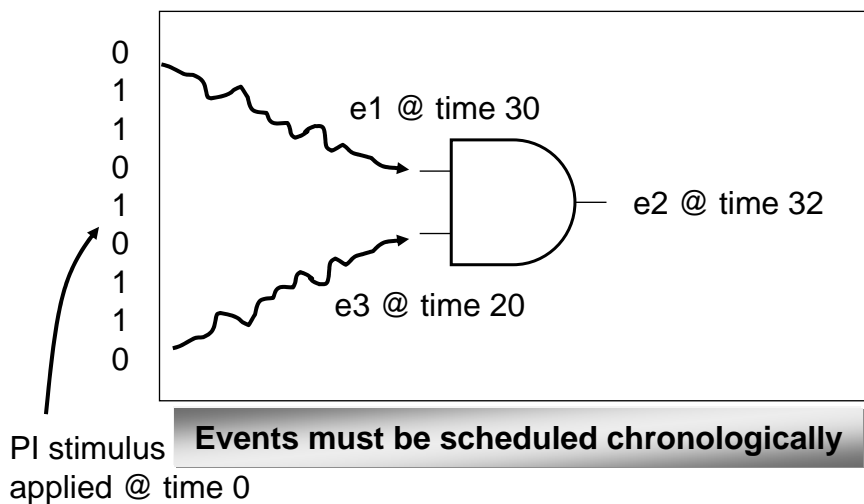 0
1
1
0
1
0
1
1
0
e1 @ time 30
e2 @ time 32
e3 @ time 20
PI stimulus
applied @ time 0
Events must be scheduled chronologically